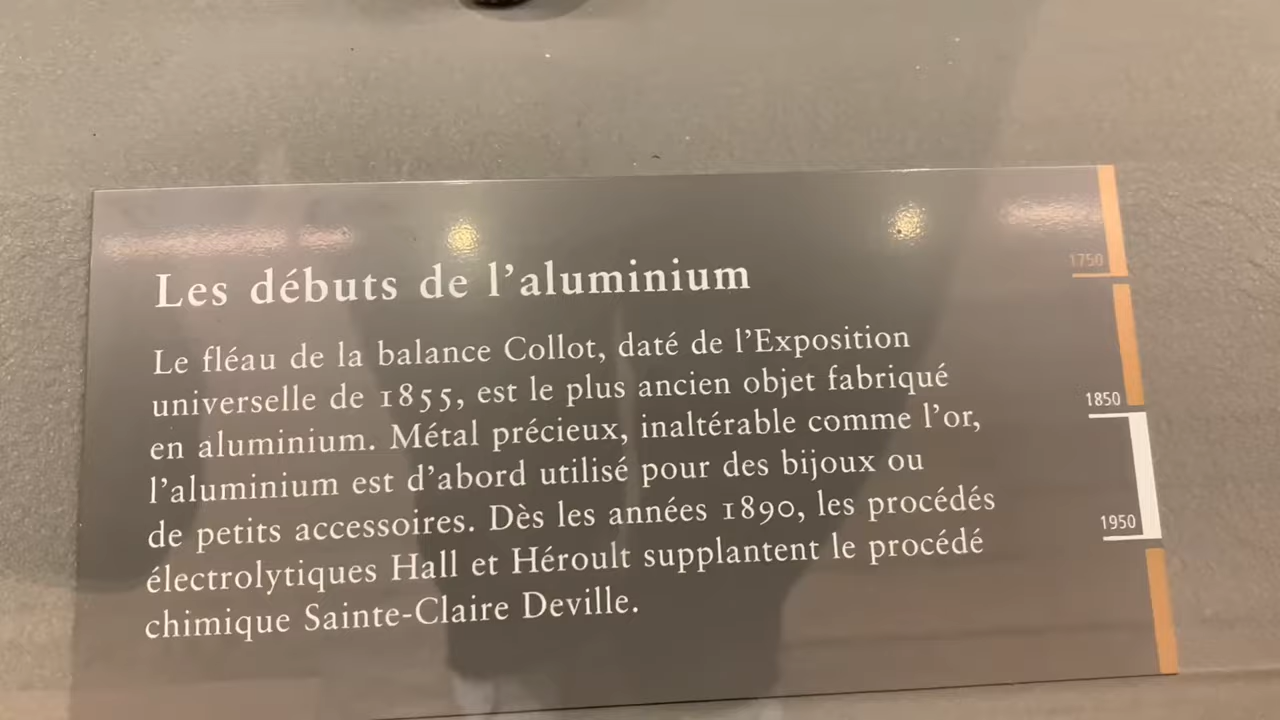 Les débuts de l'aluminium
Le fléau de la balance Collot, daté de l'Exposition
universelle de 1855, est le plus ancien objet fabriqué
en aluminium. Métal précieux, inaltérable comme l'or,
l'aluminium est d'abord utilisé pour des bijoux ou
de petits accessoires. Dès les années 1890, les procédés
électrolytiques Hall et Héroult supplantent le procédé
chimique Sainte-Claire Deville.
1750
1850
1950